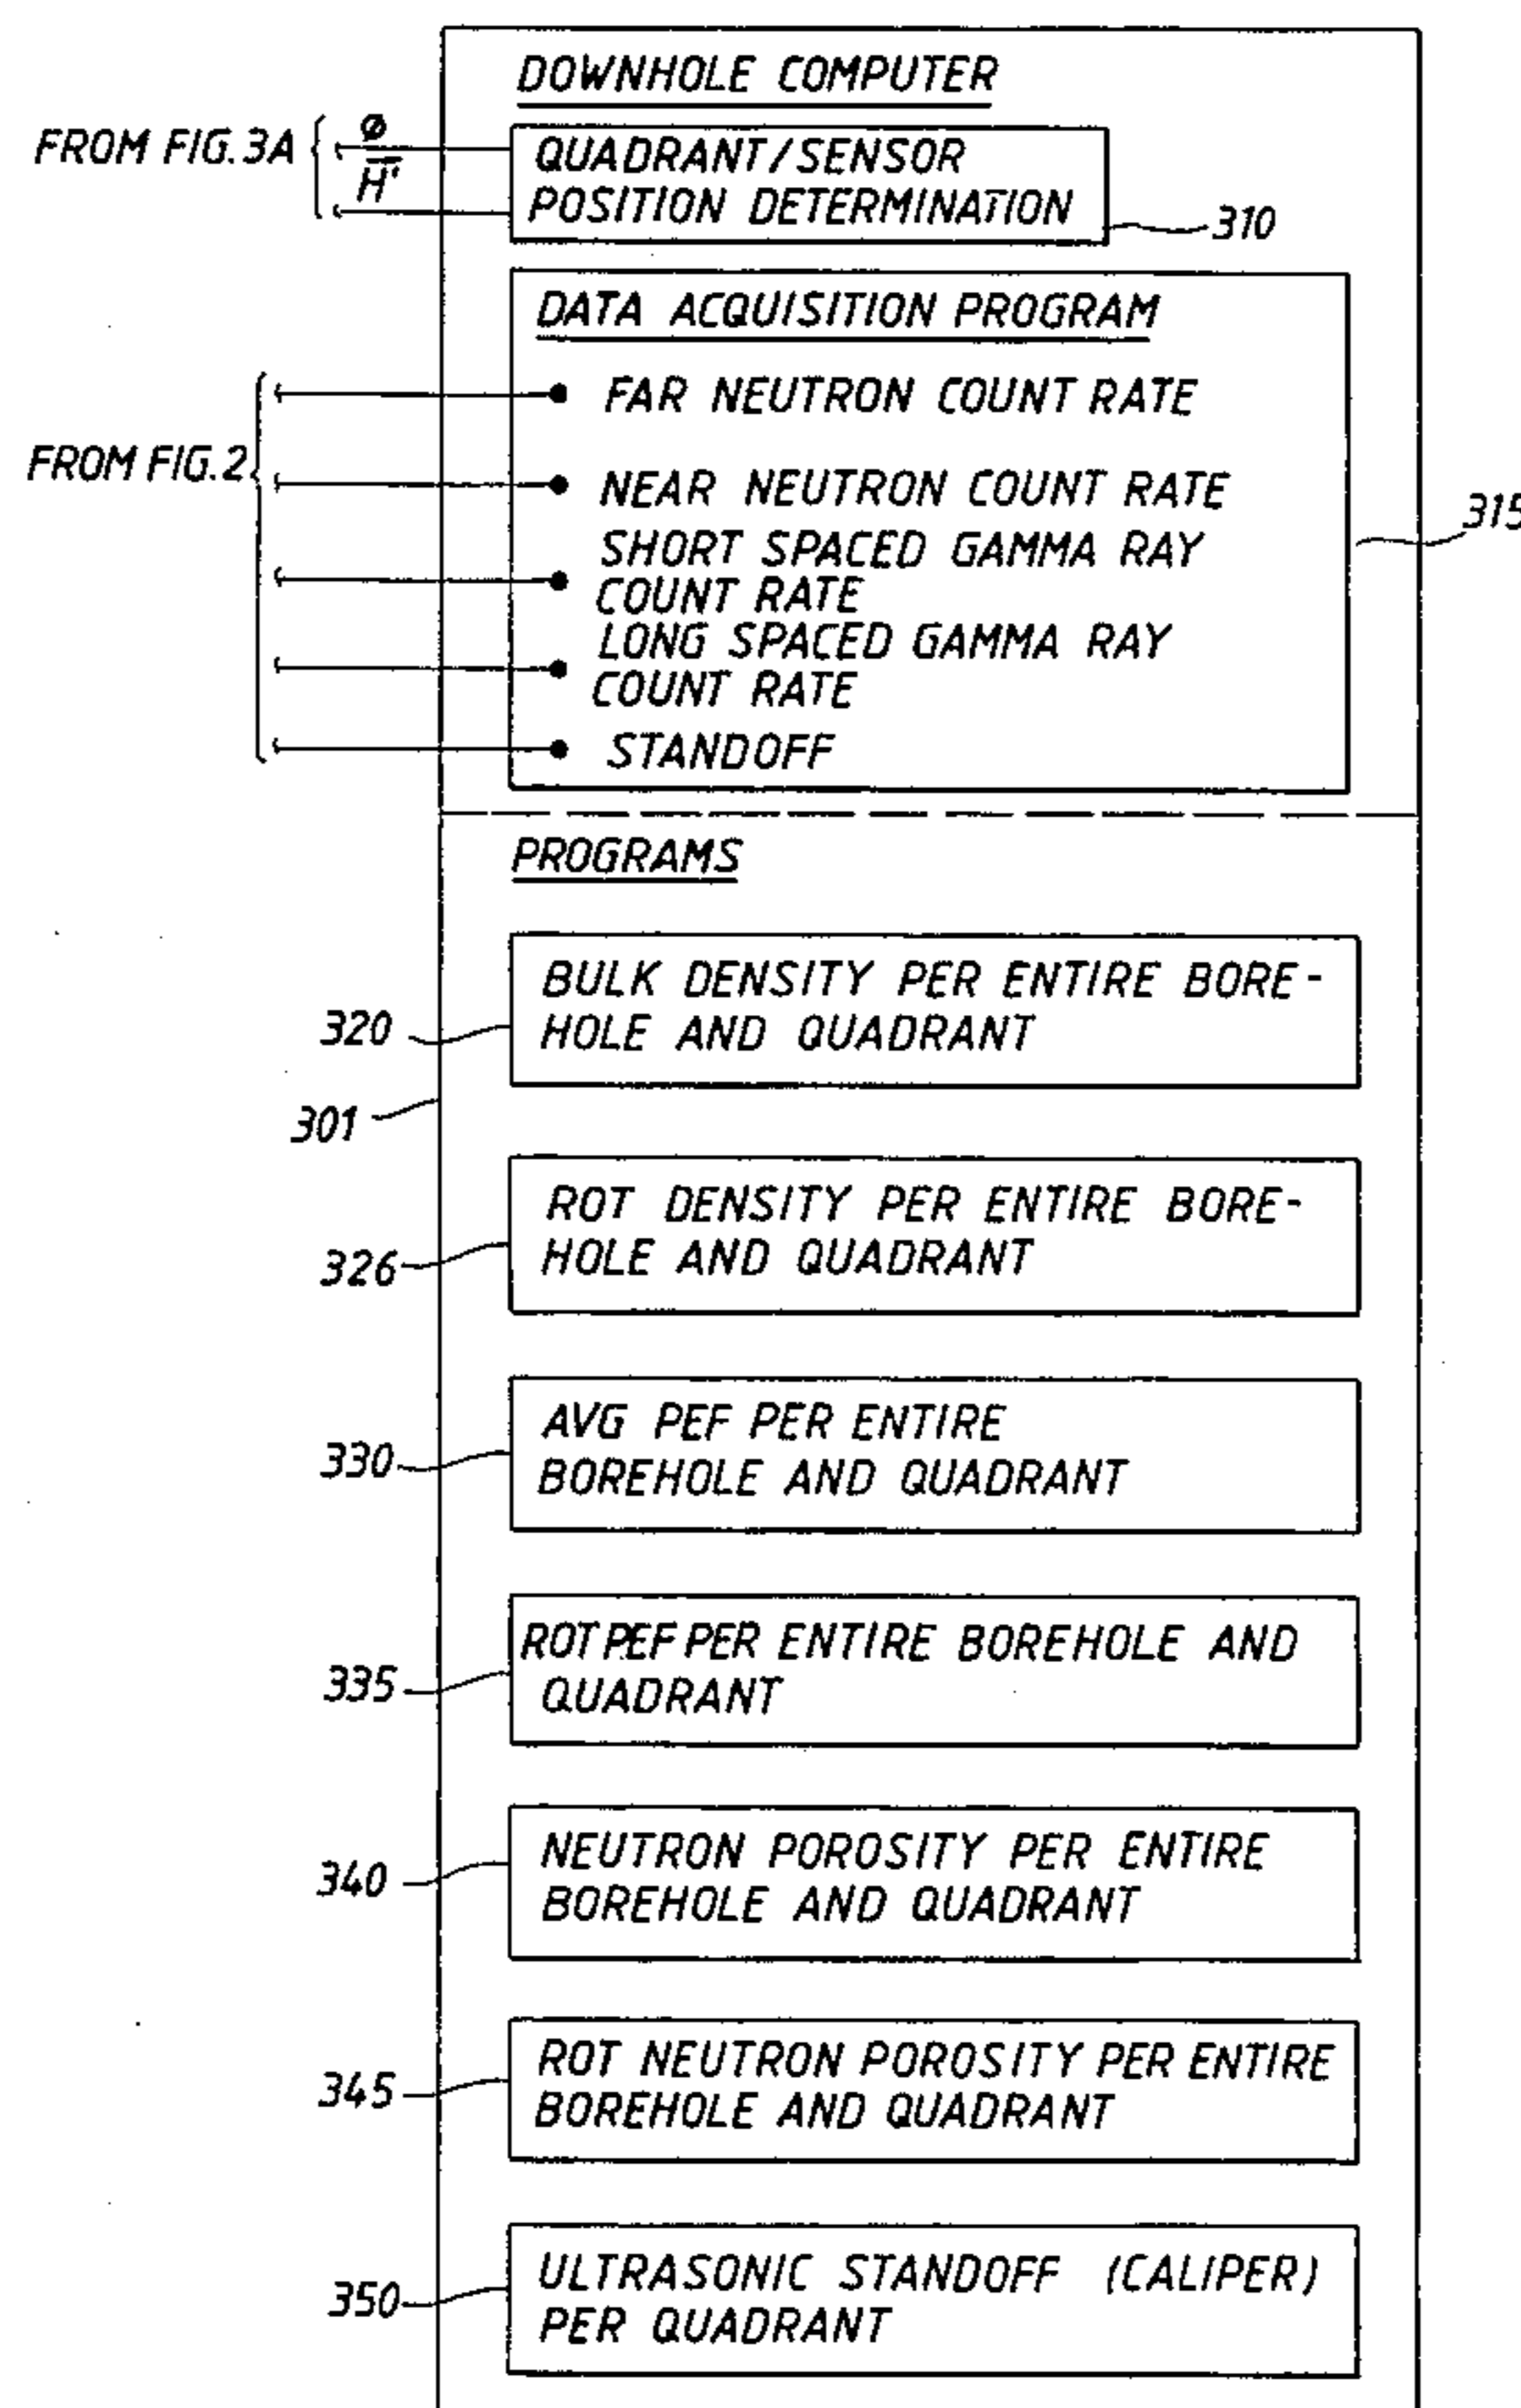 DOWNHOLE COMPUTER
FROM FIG.3A
Ø
H'
QUADRANT/SENSOR
POSITION DETERMINATION
310
DATA ACQUISITION PROGRAM
FROM FIG.2
FAR NEUTRON COUNT RATE
NEAR NEUTRON COUNT RATE
SHORT SPACED GAMMA RAY
COUNT RATE
LONG SPACED GAMMA RAY
COUNT RATE
STANDOFF
315
PROGRAMS
320
BULK DENSITY PER ENTIRE BORE-
HOLE AND QUADRANT
301
326
ROT DENSITY PER ENTIRE BORE-
HOLE AND QUADRANT
330
AVG PEF PER ENTIRE
BOREHOLE AND QUADRANT
335
ROT PEF PER ENTIRE BOREHOLE AND
QUADRANT
340
NEUTRON POROSITY PER ENTIRE
BOREHOLE AND QUADRANT
345
ROT NEUTRON POROSITY PER ENTIRE
BOREHOLE AND QUADRANT
350
ULTRASONIC STANDOFF (CALIPER)
PER QUADRANT